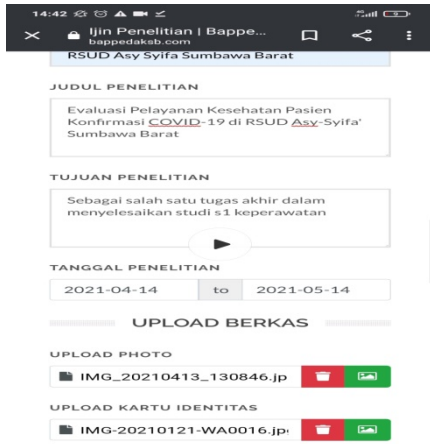 14:42
4G
Ijin Penelitian | Bappe...
bappedaksb.com
RSUD Asy Syifa Sumbawa Barat
JUDUL PENELITIAN
Evaluasi Pelayanan Kesehatan Pasien
Konfirmasi COVID-19 di RSUD Asy-Syifa'
Sumbawa Barat
TUJUAN PENELITIAN
Sebagai salah satu tugas akhir dalam
menyelesaikan studi s1 keperawatan
TANGGAL PENELITIAN
2021-04-14 to 2021-05-14
UPLOAD BERKAS
UPLOAD PHOTO
IMG_20210413_130846.jp
UPLOAD KARTU IDENTITAS
IMG-20210121-WA0016.jp